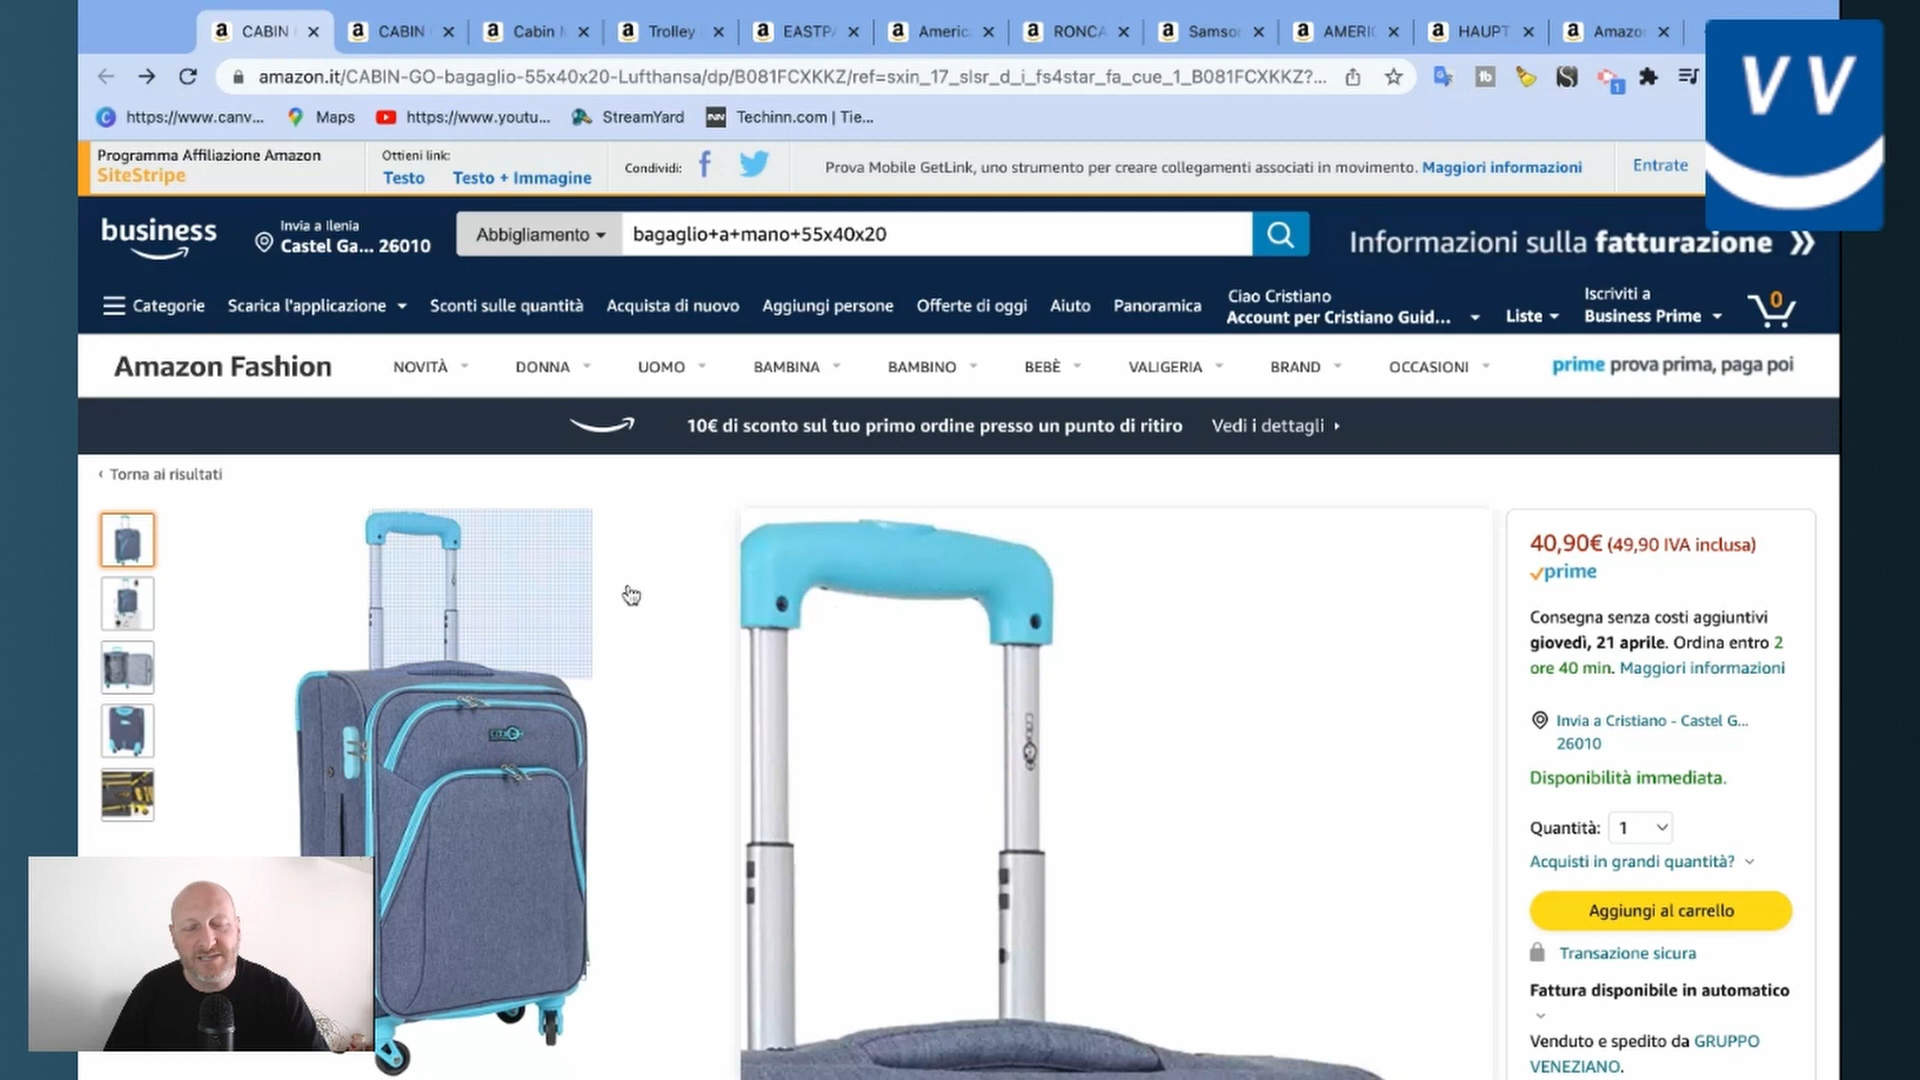 CABIN
CABIN
Cabin
Trolley
EASTP
Americ
RONCA
Samso
AMERI
HAUPT
Amazo
amazon.it/CABIN-GO-bagaglio-55x40x20-Lufthansa/dp/B081FCXKKZ/ref=sxin_17_slsr_d_i_fs4star_fa_cue_1_B081FCXKKZ?...
https://www.canv...
Maps
https://www.youtu...
StreamYard
Techinn.com | Tie...
VV
Programma Affiliazione Amazon
SiteStripe
Ottieni link:
Testo
Testo + Immagine
Condividi:
Prova Mobile GetLink, uno strumento per creare collegamenti associati in movimento. Maggiori informazioni
Entrate
business
Invia a Ilenia
Castel Ga... 26010
Abbigliamento
bagaglio+a+mano+55x40x20
Informazioni sulla fatturazione
Categorie
Scarica l'applicazione
Sconti sulle quantità
Acquista di nuovo
Aggiungi persone
Offerte di oggi
Aiuto
Panoramica
Ciao Cristiano
Account per Cristiano Guid...
Liste
Iscriviti a
Business Prime
0
Amazon Fashion
NOVITÀ
DONNA
UOMO
BAMBINA
BAMBINO
BEBÈ
VALIGERIA
BRAND
OCCASIONI
prime prova prima, paga poi
10€ di sconto sul tuo primo ordine presso un punto di ritiro
Vedi i dettagli
‹ Torna ai risultati
40,90€ (49,90 IVA inclusa)
prime
Consegna senza costi aggiuntivi
giovedì, 21 aprile. Ordina entro 2
ore 40 min. Maggiori informazioni
Invia a Cristiano - Castel G...
26010
Disponibilità immediata.
Quantità: 1
Acquisti in grandi quantità?
Aggiungi al carrello
Transazione sicura
Fattura disponibile in automatico
Venduto e spedito da GRUPPO
VENEZIANO.